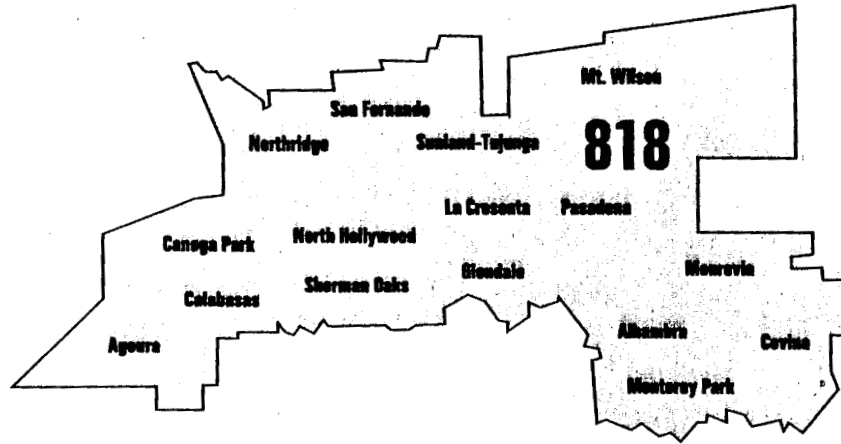 Mt. Wilson
San Fernando
818
Northridge
Sunland-Tujunga
La Crescenta
Pasadena
North Hollywood
Canoga Park
Glendale
Monrovia
Sherman Oaks
Calabasas
Alhambra
Agoura
Covina
Monterey Park